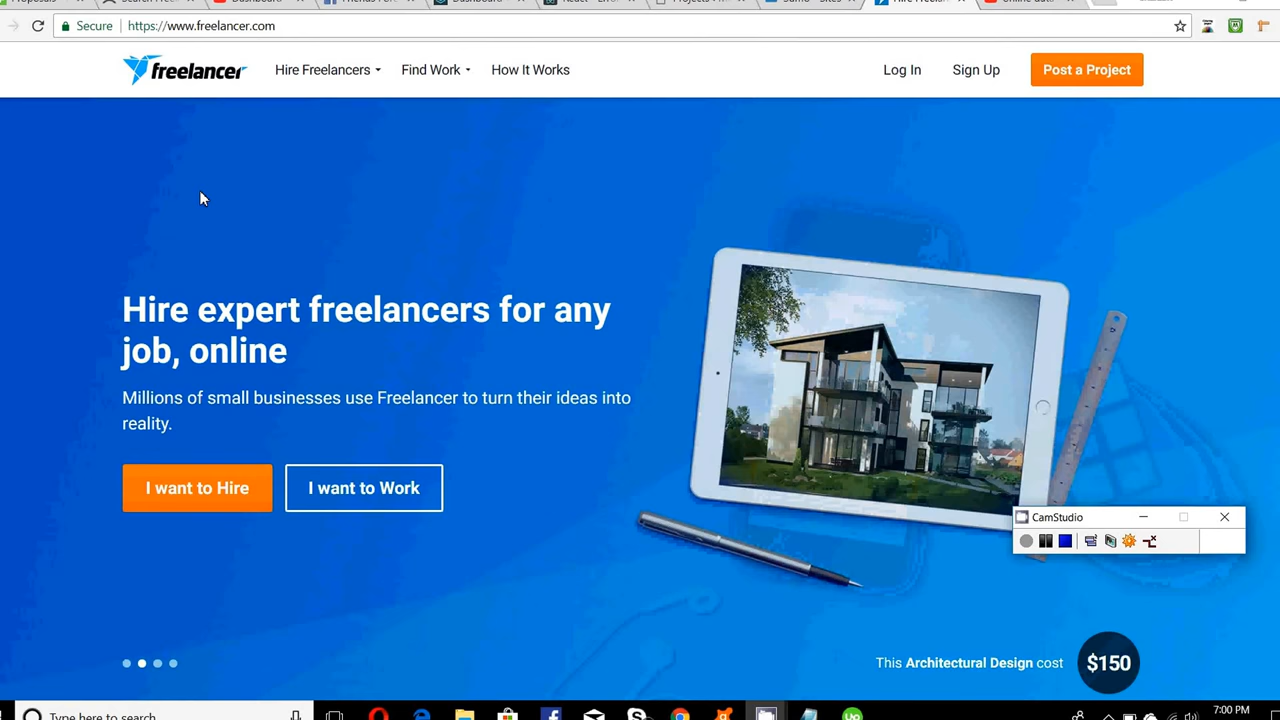 Secure
https://www.freelancer.com
freelancer
Hire Freelancers
Find Work
How It Works
Log In
Sign Up
Post a Project
Hire expert freelancers for any
job, online
Millions of small businesses use Freelancer to turn their ideas into
reality.
I want to Hire
I want to Work
CamStudio
This Architectural Design cost
$150
Type here to search
7:00 PM